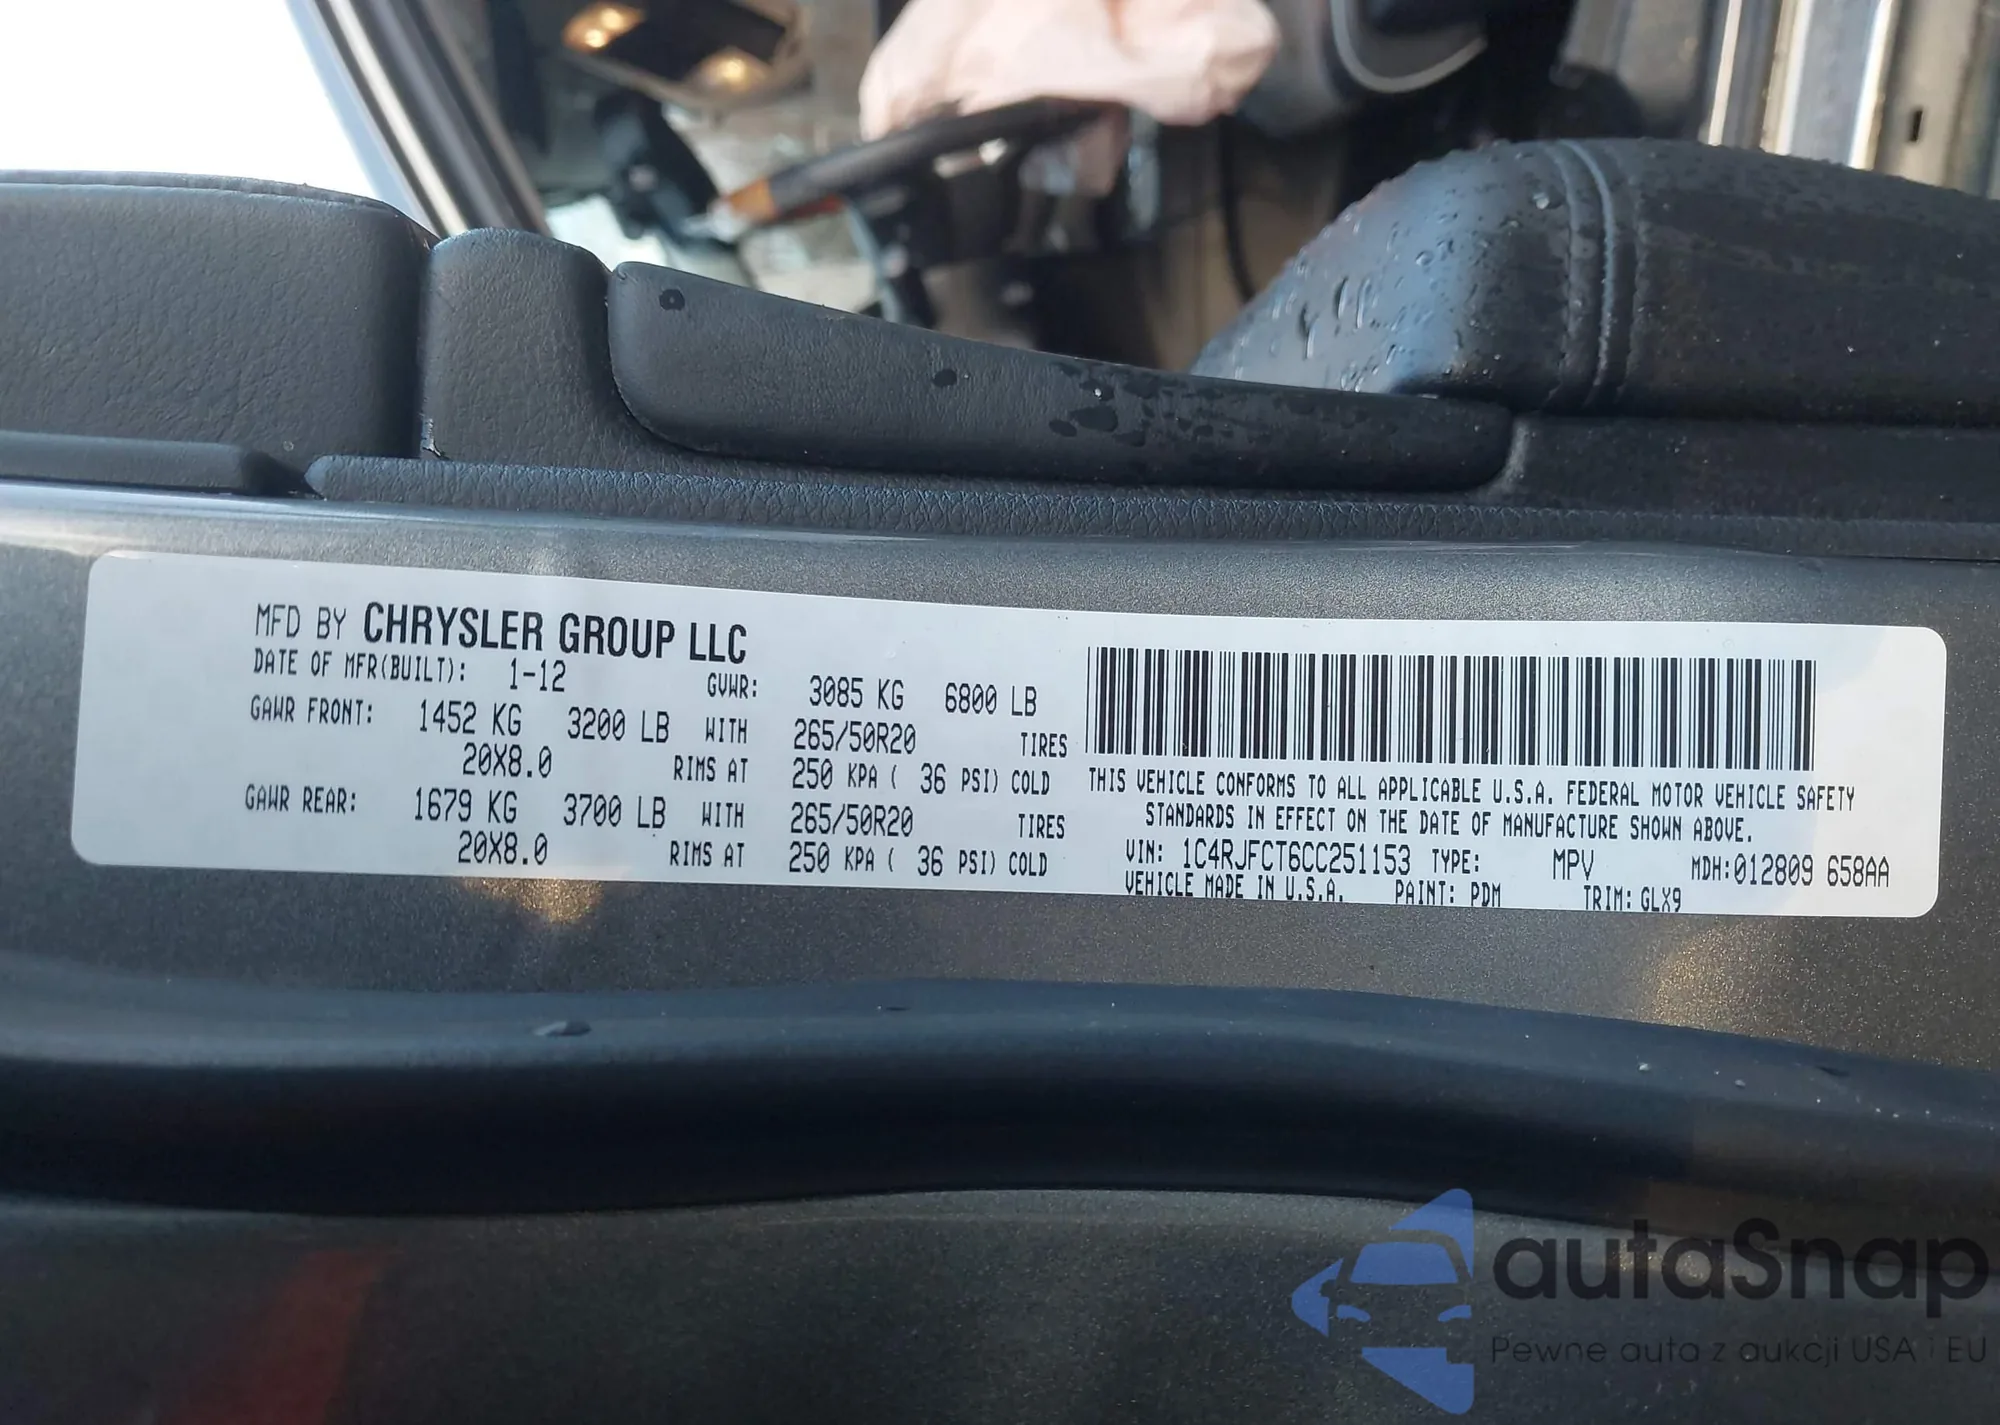 MFD BY CHRYSLER GROUP LLC
DATE OF MFR(BUILT): 1-12 GVWR: 3085 KG 6800 LB
GAWR FRONT: 1452 KG 3200 LB WITH 265/50R20 TIRES
20X8.0 RIMS AT 250 KPA ( 36 PSI) COLD
GAWR REAR: 1679 KG 3700 LB WITH 265/50R20 TIRES
20X8.0 RIMS AT 250 KPA ( 36 PSI) COLD
THIS VEHICLE CONFORMS TO ALL APPLICABLE U.S.A. FEDERAL MOTOR VEHICLE SAFETY
STANDARDS IN EFFECT ON THE DATE OF MANUFACTURE SHOWN ABOVE.
VIN: 1C4RJFCT6CC251153 TYPE: MPV MDH:012809 658AA
VEHICLE MADE IN U.S.A. PAINT: PDM TRIM: GLX9
autaSnap
Pewne auta z aukcji USA i EU